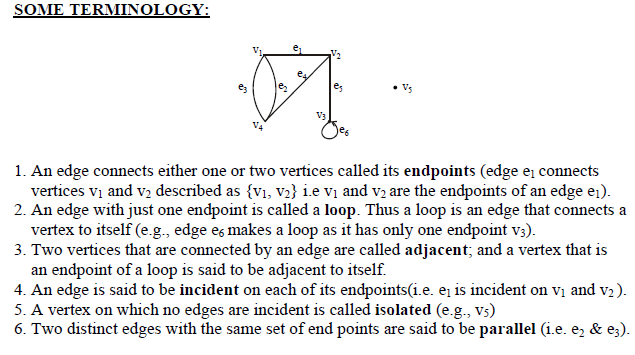 SOME TERMINOLOGY:
v₁ e₁ v₂
e₄
e₃ e₂ e₅ • v₅
v₃
v₄ e₆
1. An edge connects either one or two vertices called its endpoints (edge e₁ connects
vertices v₁ and v₂ described as {v₁, v₂} i.e v₁ and v₂ are the endpoints of an edge e₁).
2. An edge with just one endpoint is called a loop. Thus a loop is an edge that connects a
vertex to itself (e.g., edge e₆ makes a loop as it has only one endpoint v₃).
3. Two vertices that are connected by an edge are called adjacent; and a vertex that is
an endpoint of a loop is said to be adjacent to itself.
4. An edge is said to be incident on each of its endpoints(i.e. e₁ is incident on v₁ and v₂ ).
5. A vertex on which no edges are incident is called isolated (e.g., v₅)
6. Two distinct edges with the same set of end points are said to be parallel (i.e. e₂ & e₃).